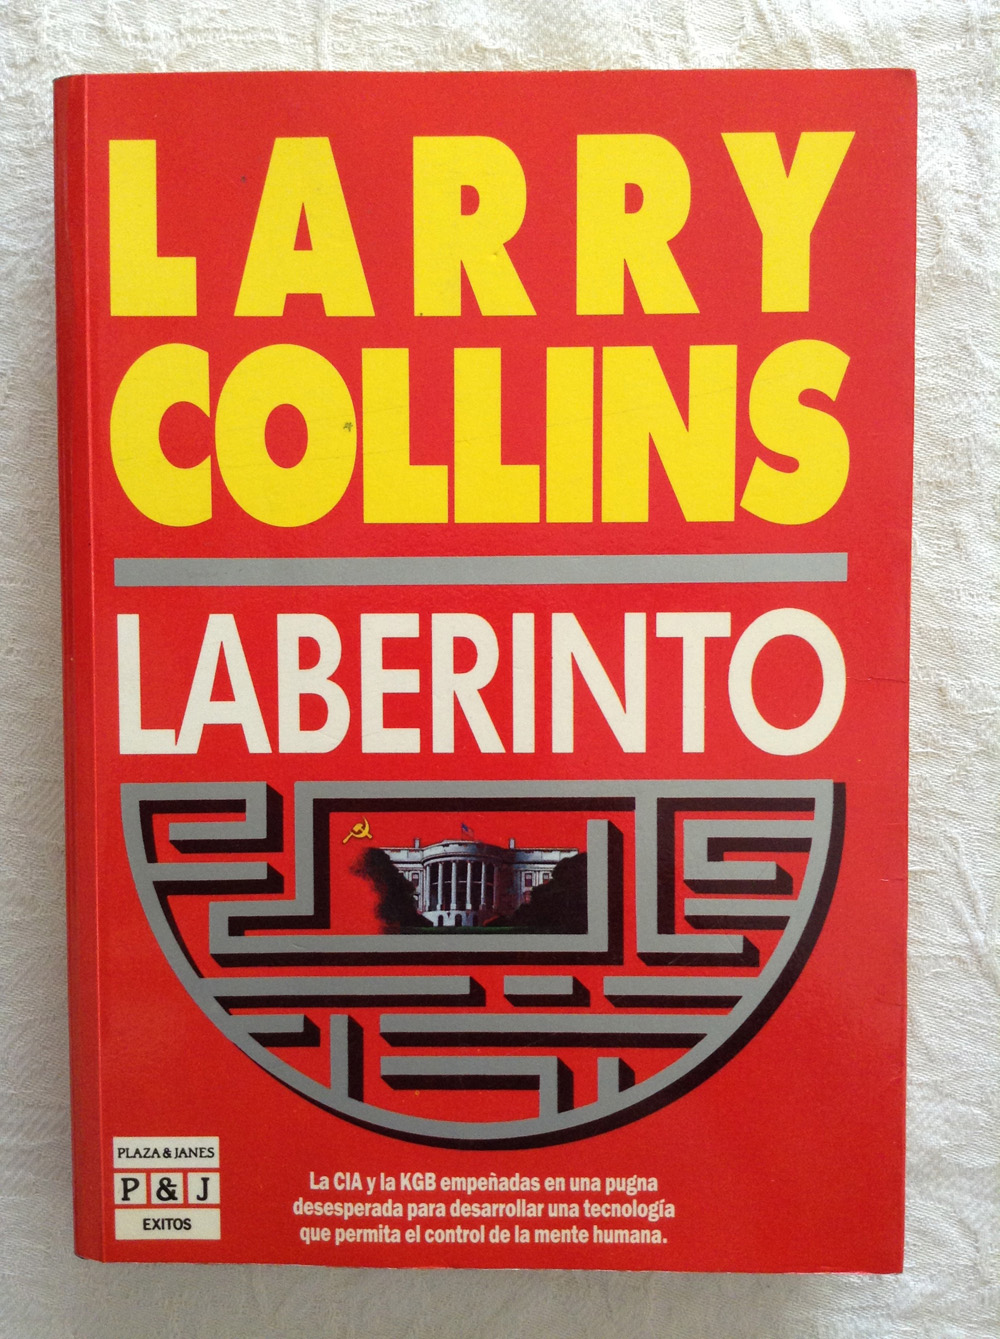 LARRY
COLLINS
LABERINTO
PLAZA & JANES
P & J
EXITOS
La CIA y la KGB empeñadas en una pugna
desesperada para desarrollar una tecnología
que permita el control de la mente humana.